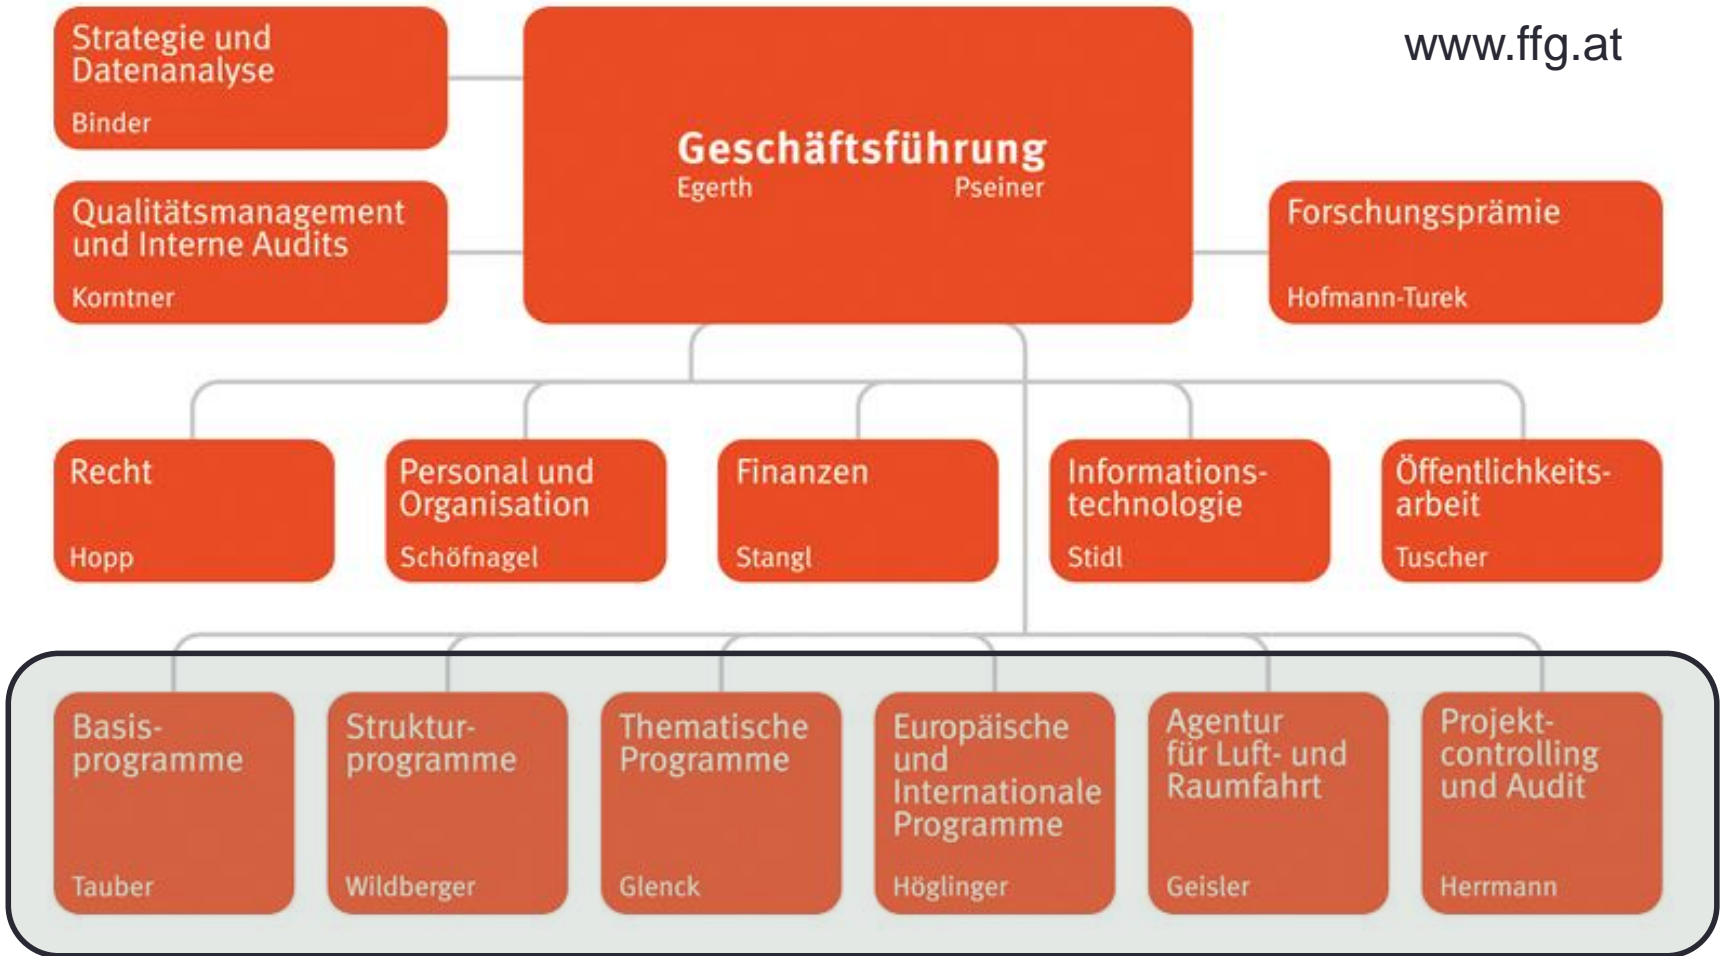 www.ffg.at
Strategie und
Datenanalyse
Binder
Geschäftsführung
Egerth Pseiner
Qualitätsmanagement
und Interne Audits
Korntner
Forschungsprämie
Hofmann-Turek
Recht
Hopp
Personal und
Organisation
Schöfnagel
Finanzen
Stangl
Informations-
technologie
Stidl
Öffentlichkeits-
arbeit
Tuscher
Basis-
programme
Tauber
Struktur-
programme
Wildberger
Thematische
Programme
Glenck
Europäische
und
Internationale
Programme
Höglinger
Agentur
für Luft- und
Raumfahrt
Geisler
Projekt-
controlling
und Audit
Herrmann